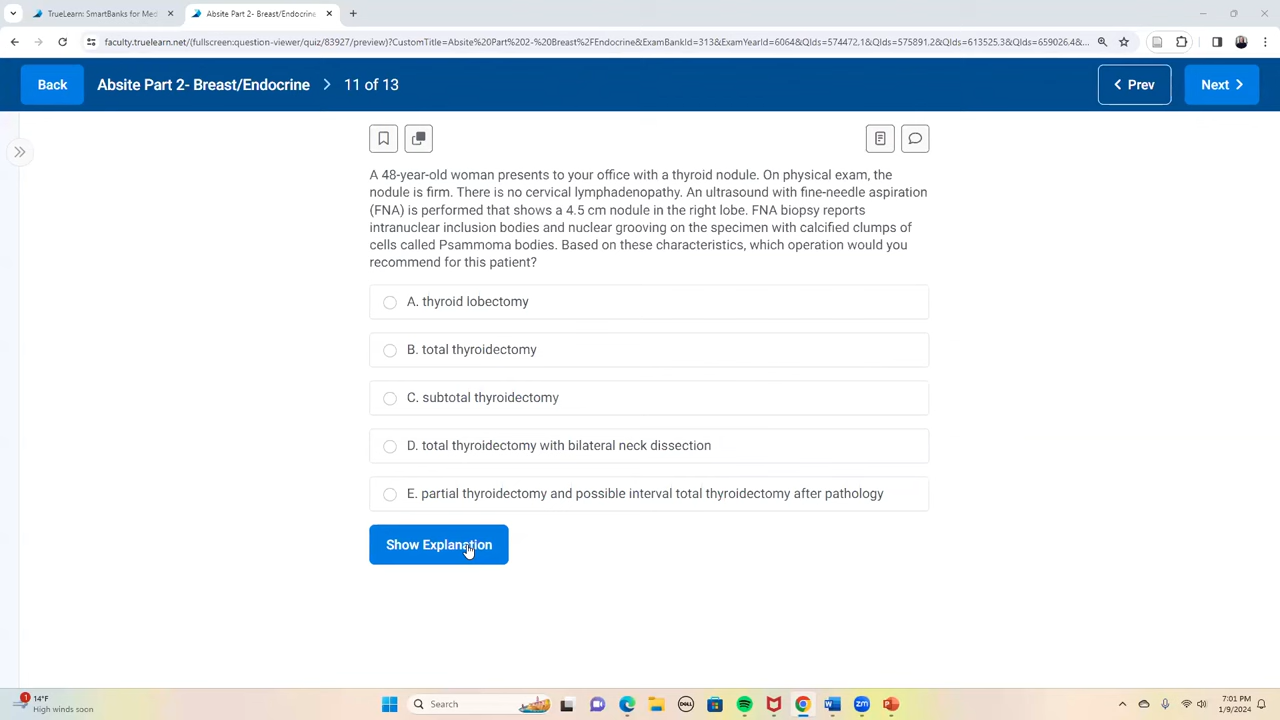 TrueLearn: SmartBanks for Med
Absite Part 2- Breast/Endocrine
faculty.truelearn.net/(fullscreen:question-viewer/quiz/83927/preview)?CustomTitle=Absite%20Part%202-%20Breast%2FEndocrine&ExamBankId=313&ExamYearId=6054&QIds=574472,1&QIds=575891,2&QIds=613525,3&QIds=659026,4&...
Back
Absite Part 2- Breast/Endocrine
11 of 13
Prev
Next
A 48-year-old woman presents to your office with a thyroid nodule. On physical exam, the
nodule is firm. There is no cervical lymphadenopathy. An ultrasound with fine-needle aspiration
(FNA) is performed that shows a 4.5 cm nodule in the right lobe. FNA biopsy reports
intranuclear inclusion bodies and nuclear grooving on the specimen with calcified clumps of
cells called Psammoma bodies. Based on these characteristics, which operation would you
recommend for this patient?
A. thyroid lobectomy
B. total thyroidectomy
C. subtotal thyroidectomy
D. total thyroidectomy with bilateral neck dissection
E. partial thyroidectomy and possible interval total thyroidectomy after pathology
Show Explanation
1
14°F
High winds soon
Search
DELL
W
zm
P
7:01 PM
1/9/2024